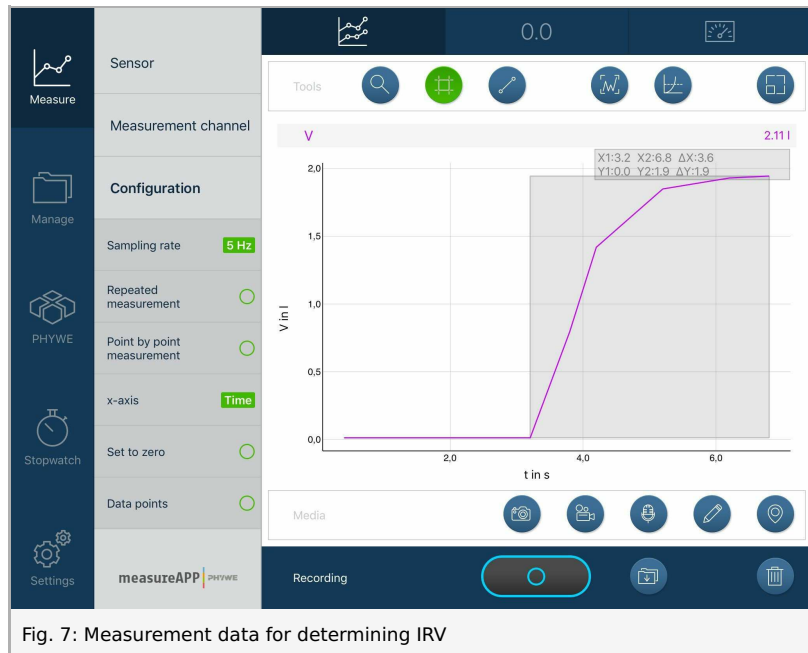 Measure
Manage
PHYWE
Stopwatch
Settings
Sensor
Measurement channel
Configuration
Sampling rate 5 Hz
Repeated
measurement
Point by point
measurement
x-axis Time
Set to zero
Data points
measureAPP PHYWE
0.0
Tools
V 2.11 l
X1:3.2 X2:6.8 ΔX:3.6
Y1:0.0 Y2:1.9 ΔY:1.9
2,0
1,5
1,0
0,5
0,0
V in l
2,0 4,0 6,0
t in s
Media
Recording
Fig. 7: Measurement data for determining IRV